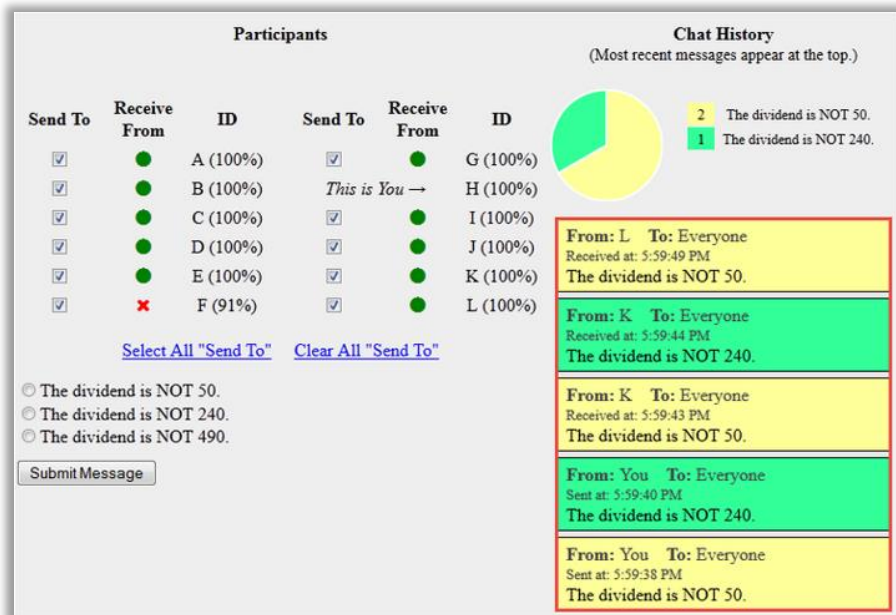 Participants
Send To Receive From ID Send To Receive From ID
A (100%) G (100%)
B (100%) This is You → H (100%)
C (100%) I (100%)
D (100%) J (100%)
E (100%) K (100%)
F (91%) L (100%)
Select All "Send To" Clear All "Send To"
The dividend is NOT 50.
The dividend is NOT 240.
The dividend is NOT 490.
Submit Message
Chat History
(Most recent messages appear at the top.)
2 The dividend is NOT 50.
1 The dividend is NOT 240.
From: L To: Everyone
Received at: 5:59:49 PM
The dividend is NOT 50.
From: K To: Everyone
Received at: 5:59:44 PM
The dividend is NOT 240.
From: K To: Everyone
Received at: 5:59:43 PM
The dividend is NOT 50.
From: You To: Everyone
Sent at: 5:59:40 PM
The dividend is NOT 240.
From: You To: Everyone
Sent at: 5:59:38 PM
The dividend is NOT 50.